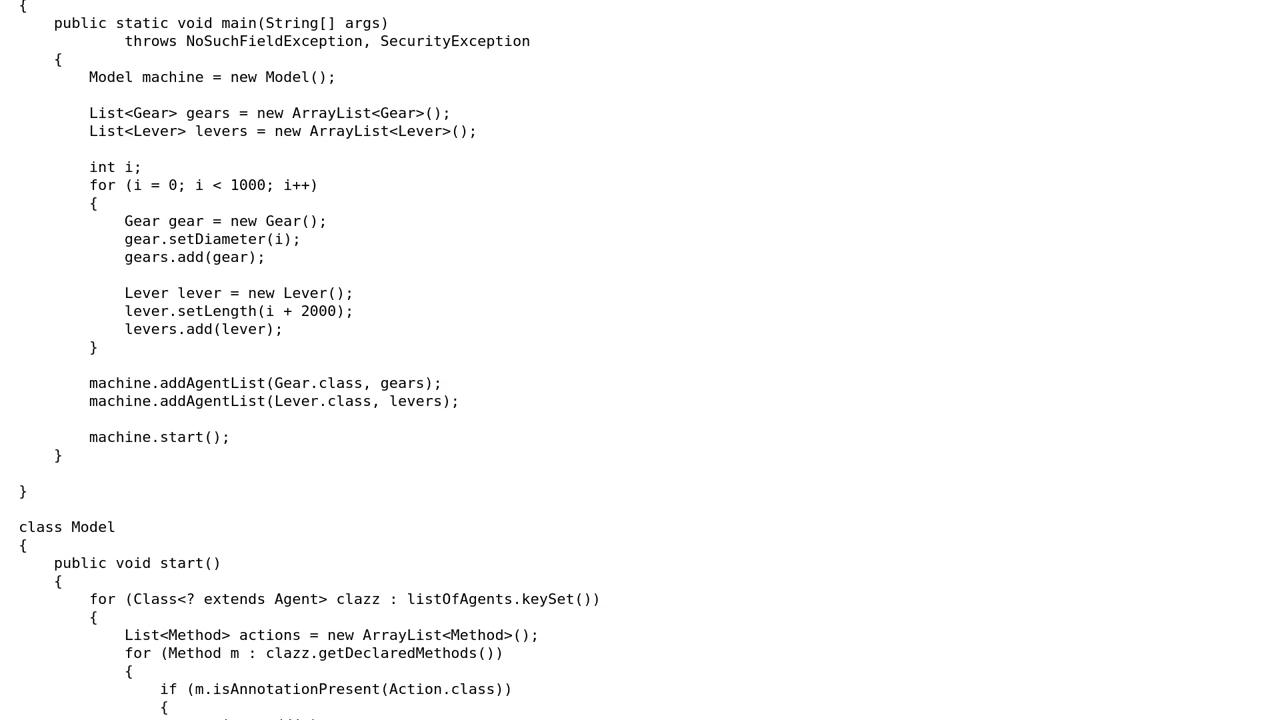 {
    public static void main(String[] args)
            throws NoSuchFieldException, SecurityException
    {
        Model machine = new Model();

        List<Gear> gears = new ArrayList<Gear>();
        List<Lever> levers = new ArrayList<Lever>();

        int i;
        for (i = 0; i < 1000; i++)
        {
            Gear gear = new Gear();
            gear.setDiameter(i);
            gears.add(gear);

            Lever lever = new Lever();
            lever.setLength(i + 2000);
            levers.add(lever);
        }

        machine.addAgentList(Gear.class, gears);
        machine.addAgentList(Lever.class, levers);

        machine.start();
    }

}

class Model
{
    public void start()
    {
        for (Class<? extends Agent> clazz : listOfAgents.keySet())
        {
            List<Method> actions = new ArrayList<Method>();
            for (Method m : clazz.getDeclaredMethods())
            {
                if (m.isAnnotationPresent(Action.class))
                {